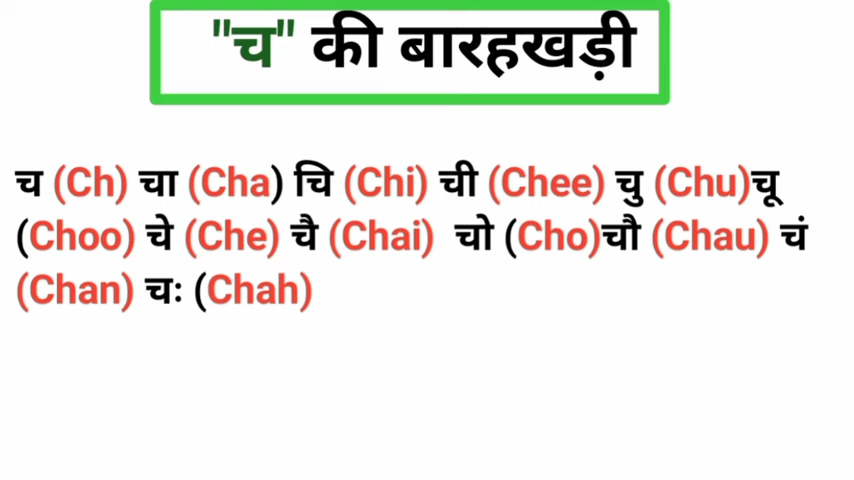 "च" की बारहखड़ी
च (Ch) चा (Cha) चि (Chi) ची (Chee) चु (Chu)चू
(Choo) चे (Che) चै (Chai) चो (Cho)चौ (Chau) चं
(Chan) चः (Chah)